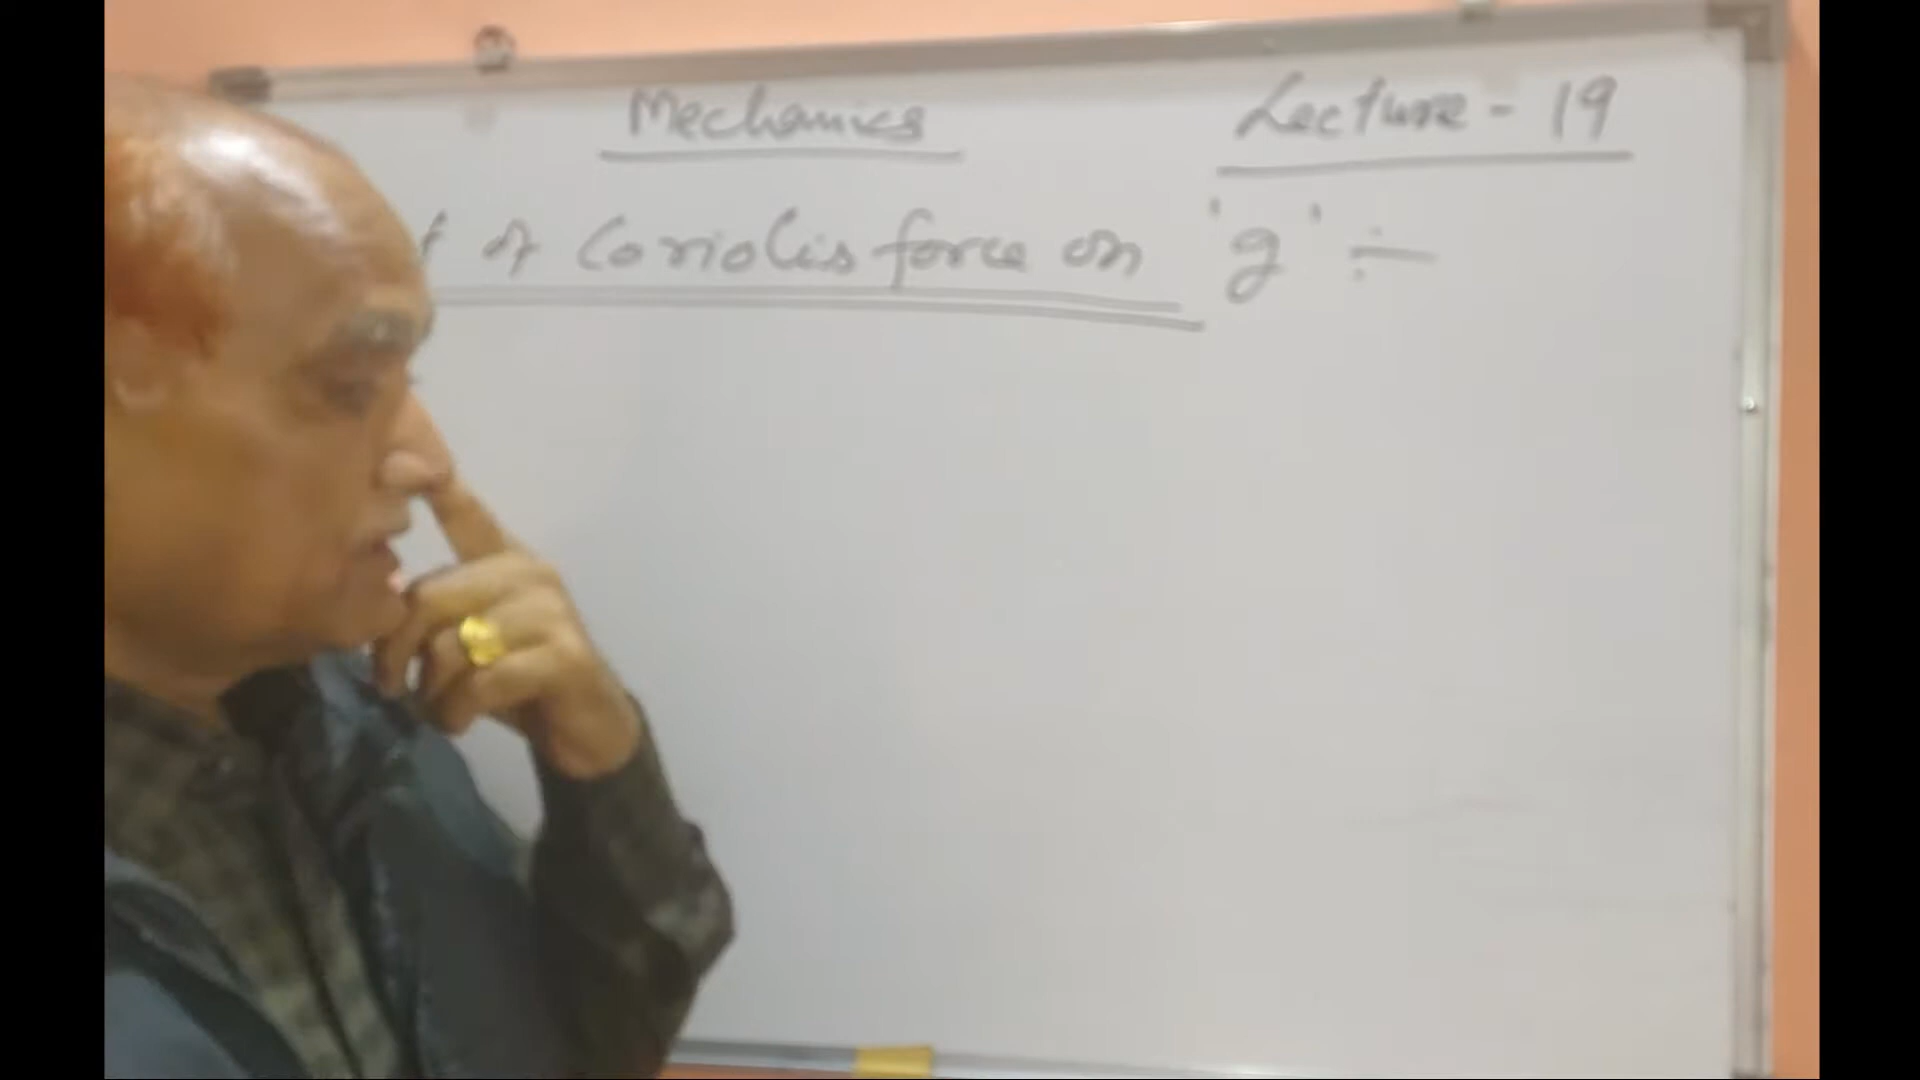 Mechanics Lecture - 19
of Coriolis force on 'g' ÷